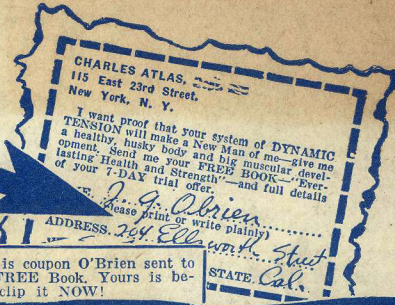 CHARLES ATLAS,
115 East 23rd Street,
New York, N. Y.
I want proof that your system of DYNAMIC
TENSION will make a New Man of me—give me
a healthy, husky body and big muscular devel-
opment. Send me your FREE BOOK—"Ever-
lasting Health and Strength"—and full details
of your 7-DAY trial offer.
E. J. G. Obrien
(Please print or write plainly)
ADDRESS. 204 Ellsworth Street
STATE. Cal.
is coupon O'Brien sent to
FREE Book. Yours is be-
clip it NOW!